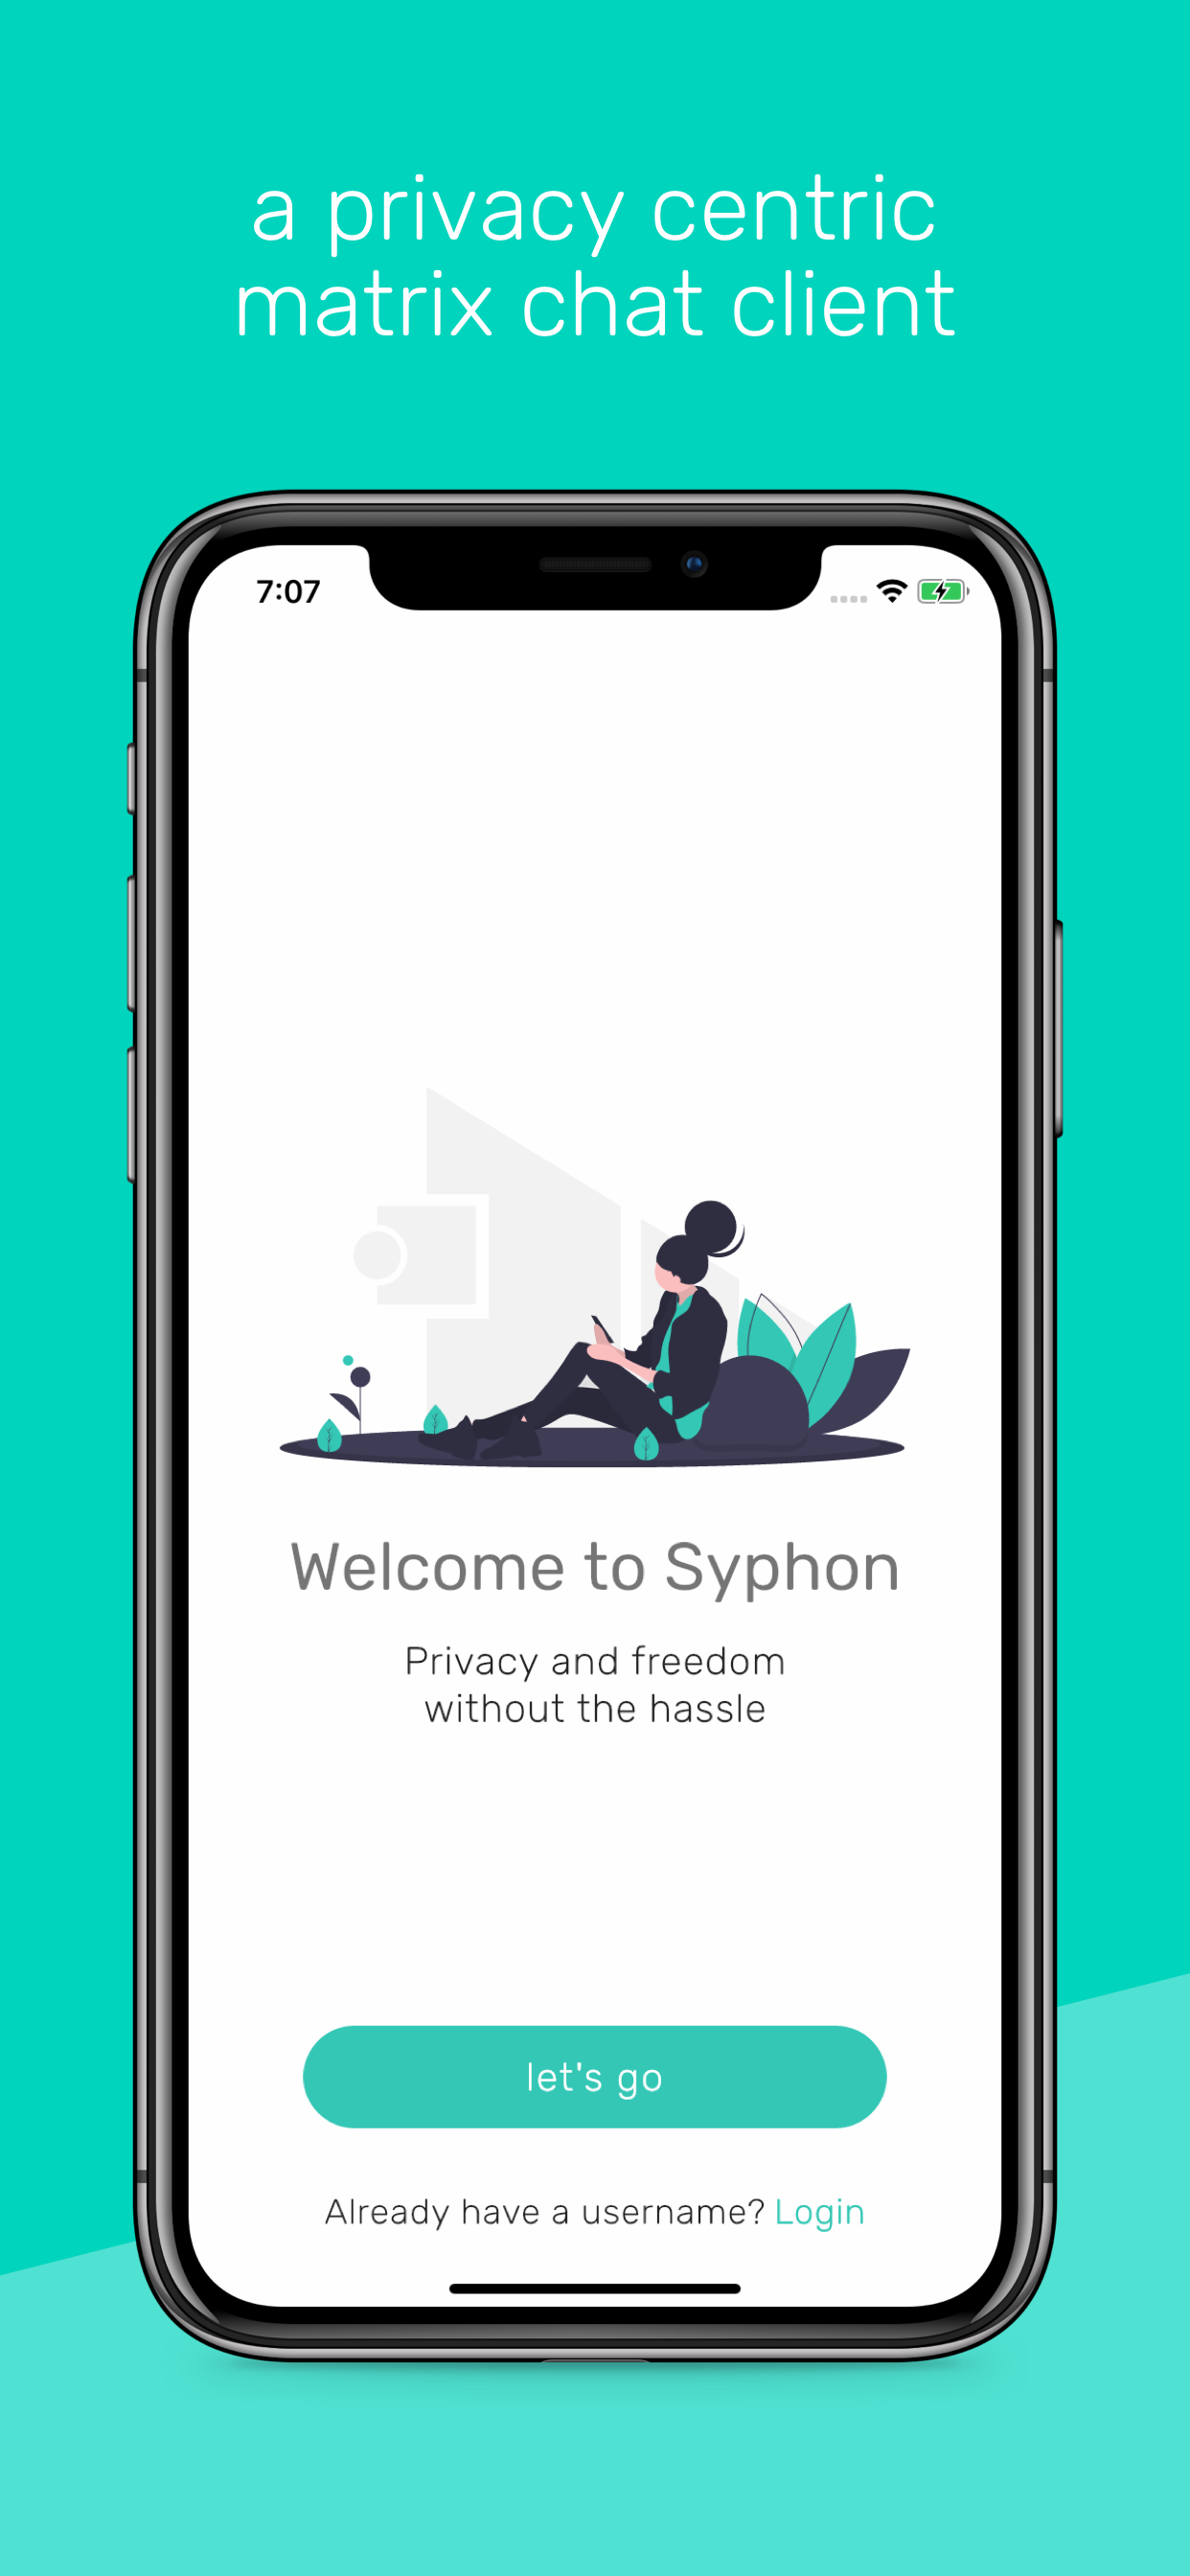 a privacy centric
matrix chat client
7:07
Welcome to Syphon
Privacy and freedom
without the hassle
let's go
Already have a username? Login